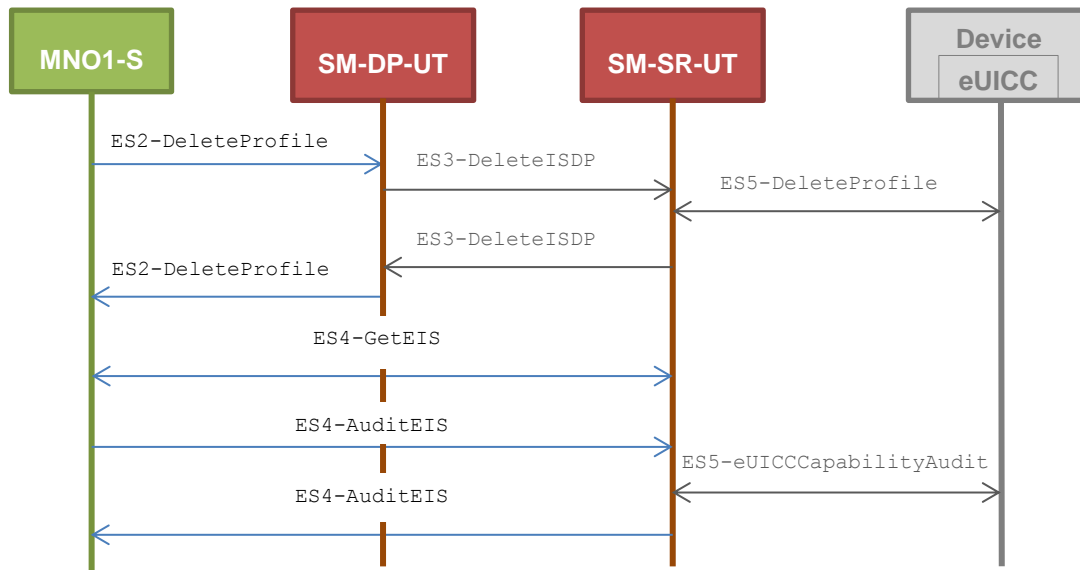 MNO1-S
SM-DP-UT
SM-SR-UT
Device
eUICC
ES2-DeleteProfile
ES3-DeleteISDP
ES5-DeleteProfile
ES3-DeleteISDP
ES2-DeleteProfile
ES4-GetEIS
ES4-AuditEIS
ES5-eUICCCapabilityAudit
ES4-AuditEIS